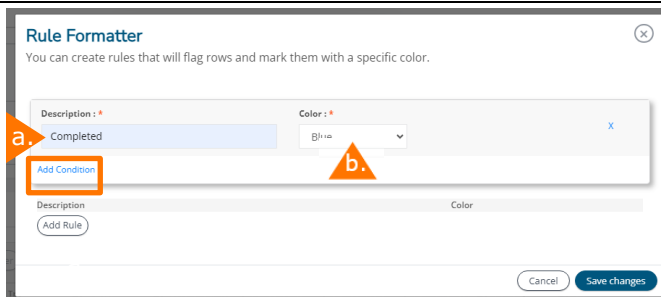 Rule Formatter
You can create rules that will flag rows and mark them with a specific color.
Description : * Color : *
a. Completed Blue X
b.
Add Condition
Description Color
Add Rule
Cancel Save changes